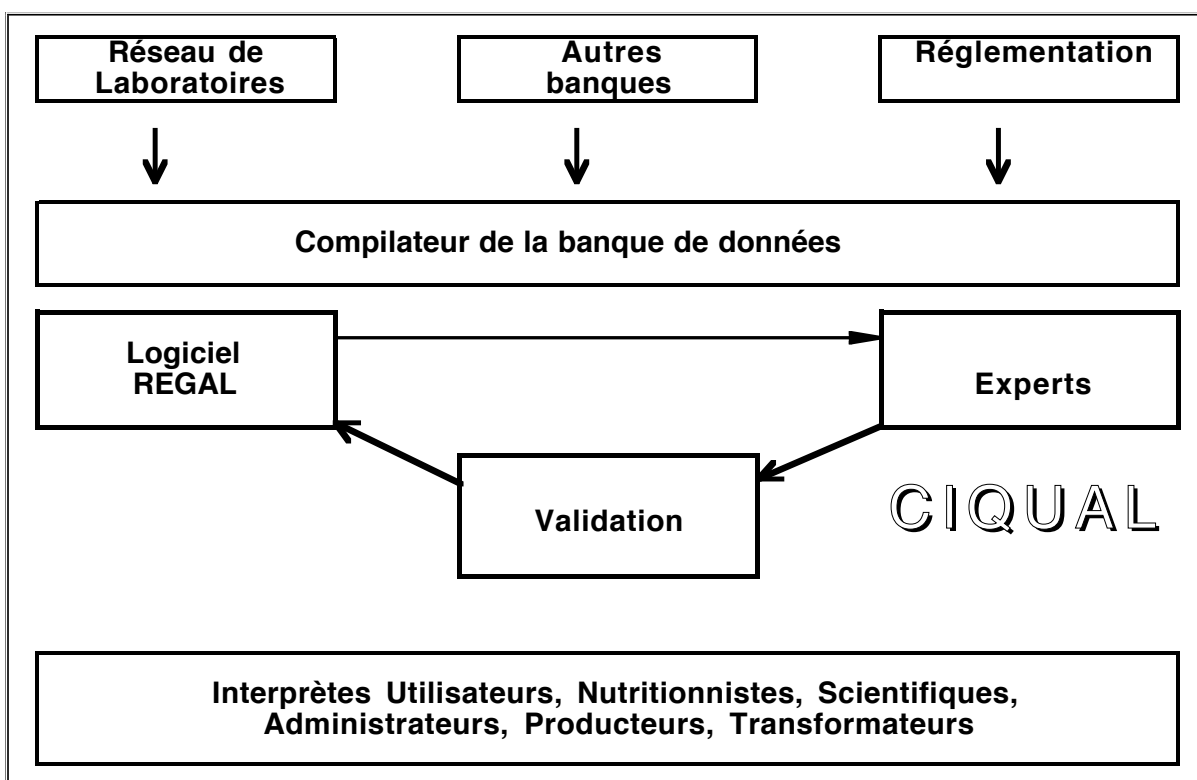 Réseau de
Laboratoires
Autres
banques
Réglementation
Compilateur de la banque de données
Logiciel
REGAL
Experts
Validation
CIQUAL
Interprètes Utilisateurs, Nutritionnistes, Scientifiques,
Administrateurs, Producteurs, Transformateurs